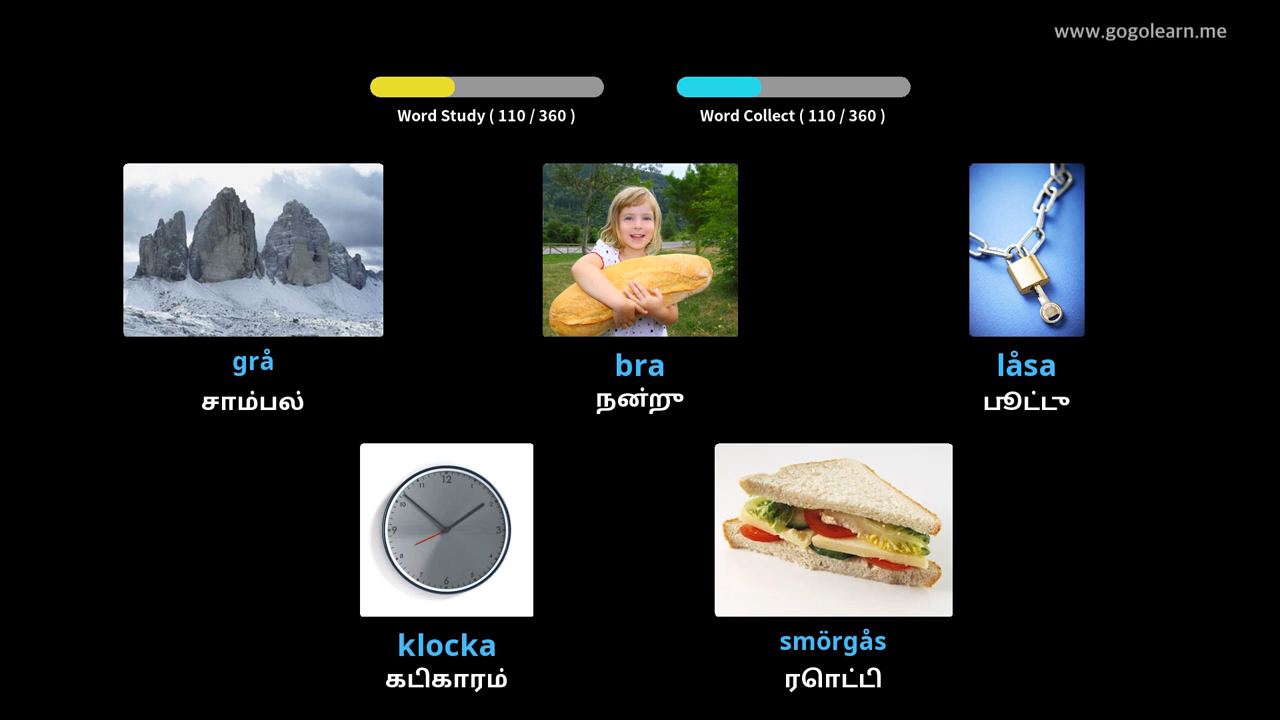 www.gogolearn.me
Word Study ( 110 / 360 )
Word Collect ( 110 / 360 )
grå
சாம்பல்
bra
நன்று
låsa
பூட்டு
klocka
கடிகாரம்
smörgås
ரொட்டி